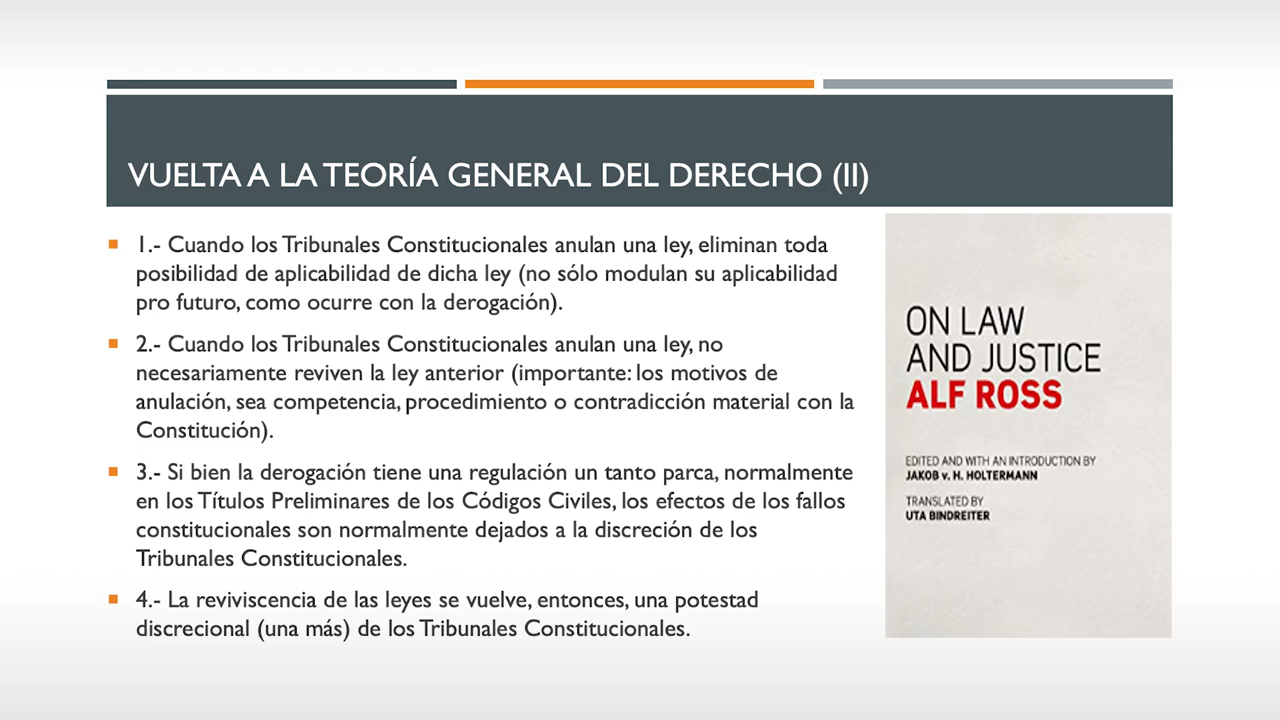 VUELTA A LA TEORÍA GENERAL DEL DERECHO (II)
1.- Cuando los Tribunales Constitucionales anulan una ley, eliminan toda
posibilidad de aplicabilidad de dicha ley (no sólo modulan su aplicabilidad
pro futuro, como ocurre con la derogación).
2.- Cuando los Tribunales Constitucionales anulan una ley, no
necesariamente reviven la ley anterior (importante: los motivos de
anulación, sea competencia, procedimiento o contradicción material con la
Constitución).
3.- Si bien la derogación tiene una regulación un tanto parca, normalmente
en los Títulos Preliminares de los Códigos Civiles, los efectos de los fallos
constitucionales son normalmente dejados a la discreción de los
Tribunales Constitucionales.
4.- La reviviscencia de las leyes se vuelve, entonces, una potestad
discrecional (una más) de los Tribunales Constitucionales.
ON LAW
AND JUSTICE
ALF ROSS
EDITED AND WITH AN INTRODUCTION BY
JAKOB v. H. HOLTERMANN
TRANSLATED BY
UTA BINDREITER